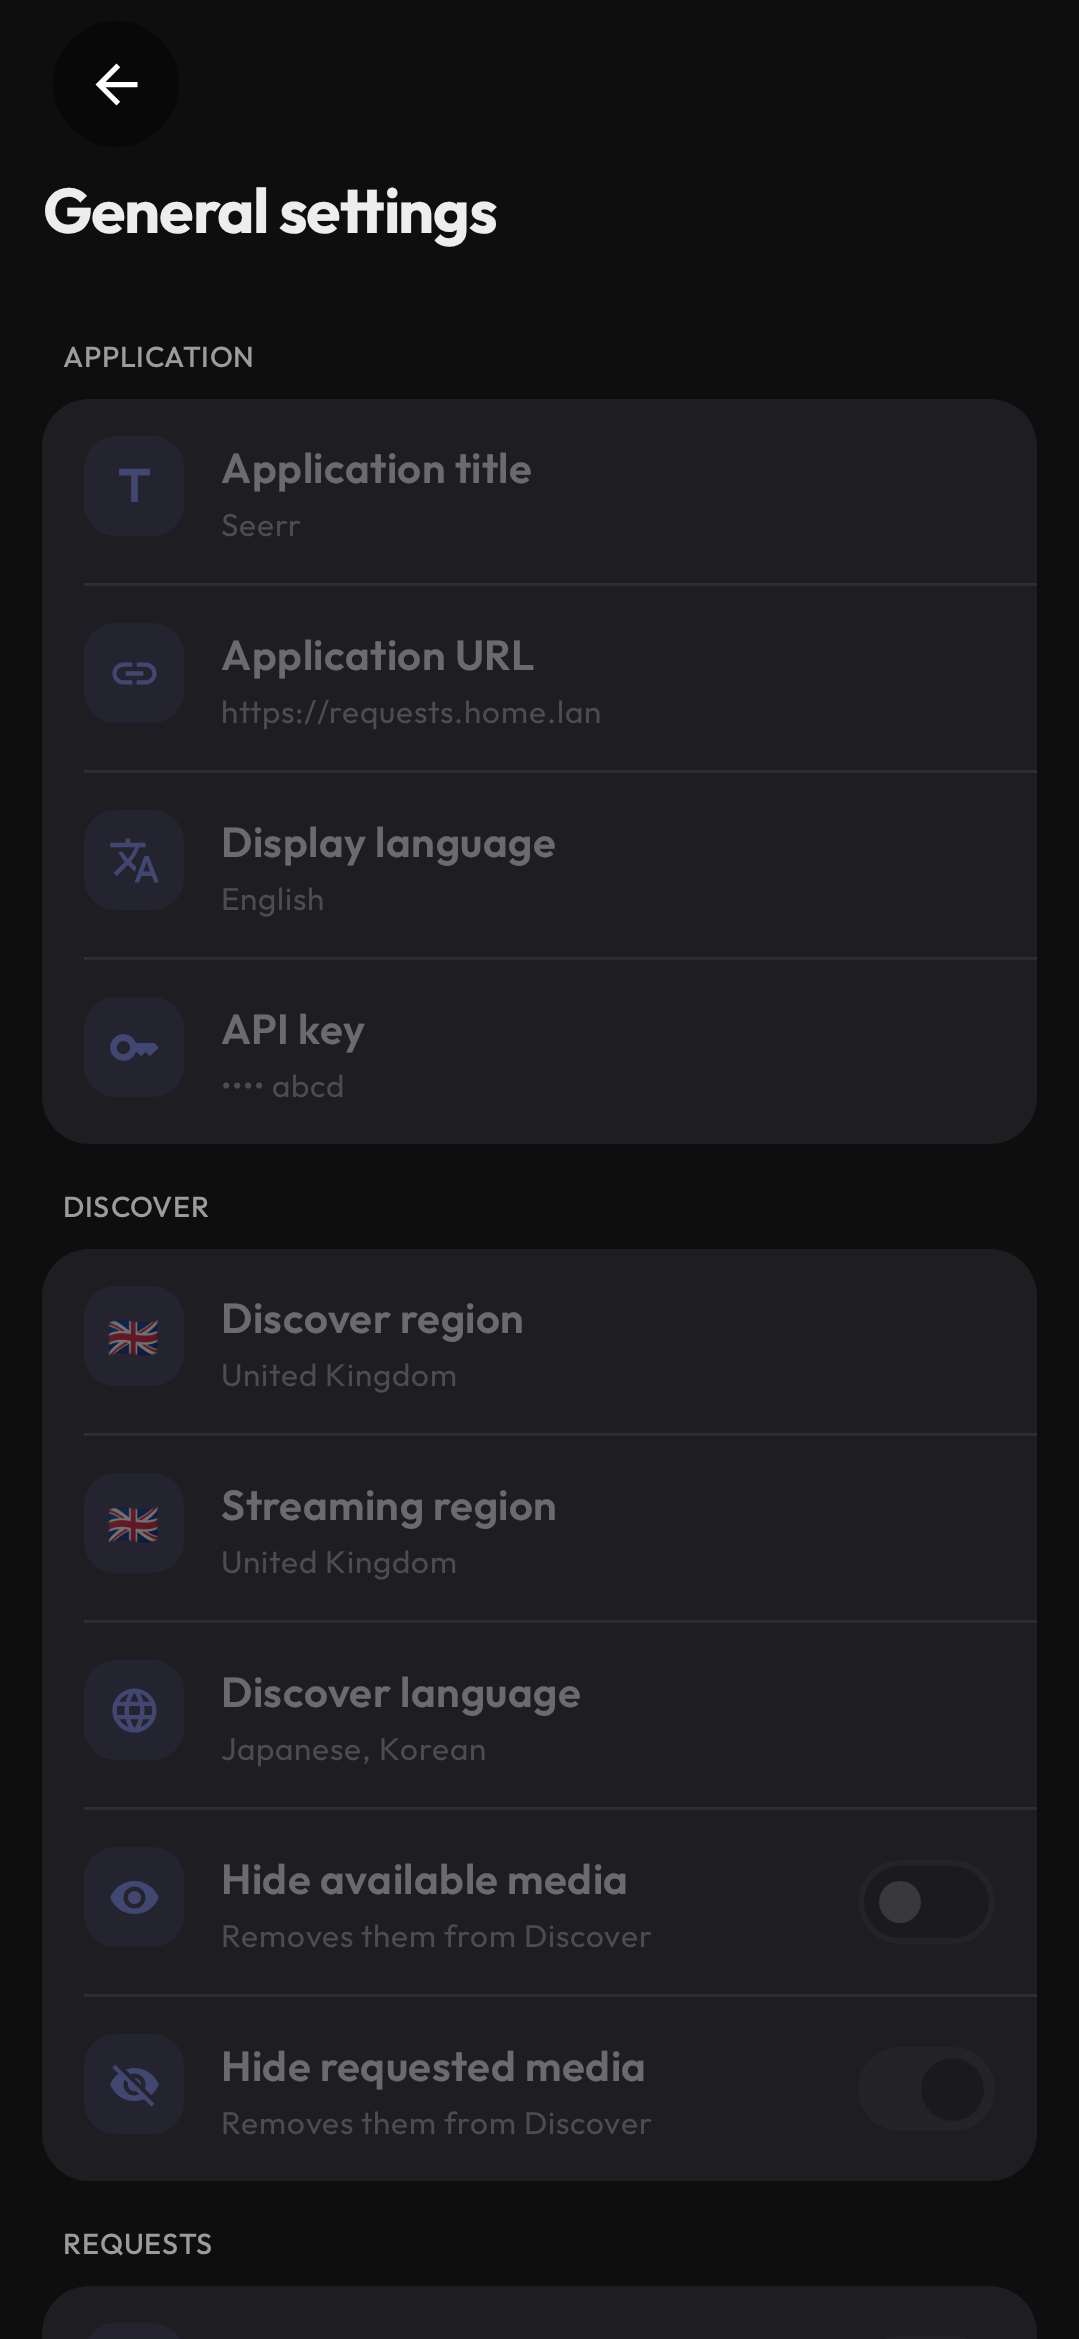 General settings
APPLICATION
Application title
Seerr
Application URL
https://requests.home.lan
Display language
English
API key
•••• abcd
DISCOVER
Discover region
United Kingdom
Streaming region
United Kingdom
Discover language
Japanese, Korean
Hide available media
Removes them from Discover
Hide requested media
Removes them from Discover
REQUESTS